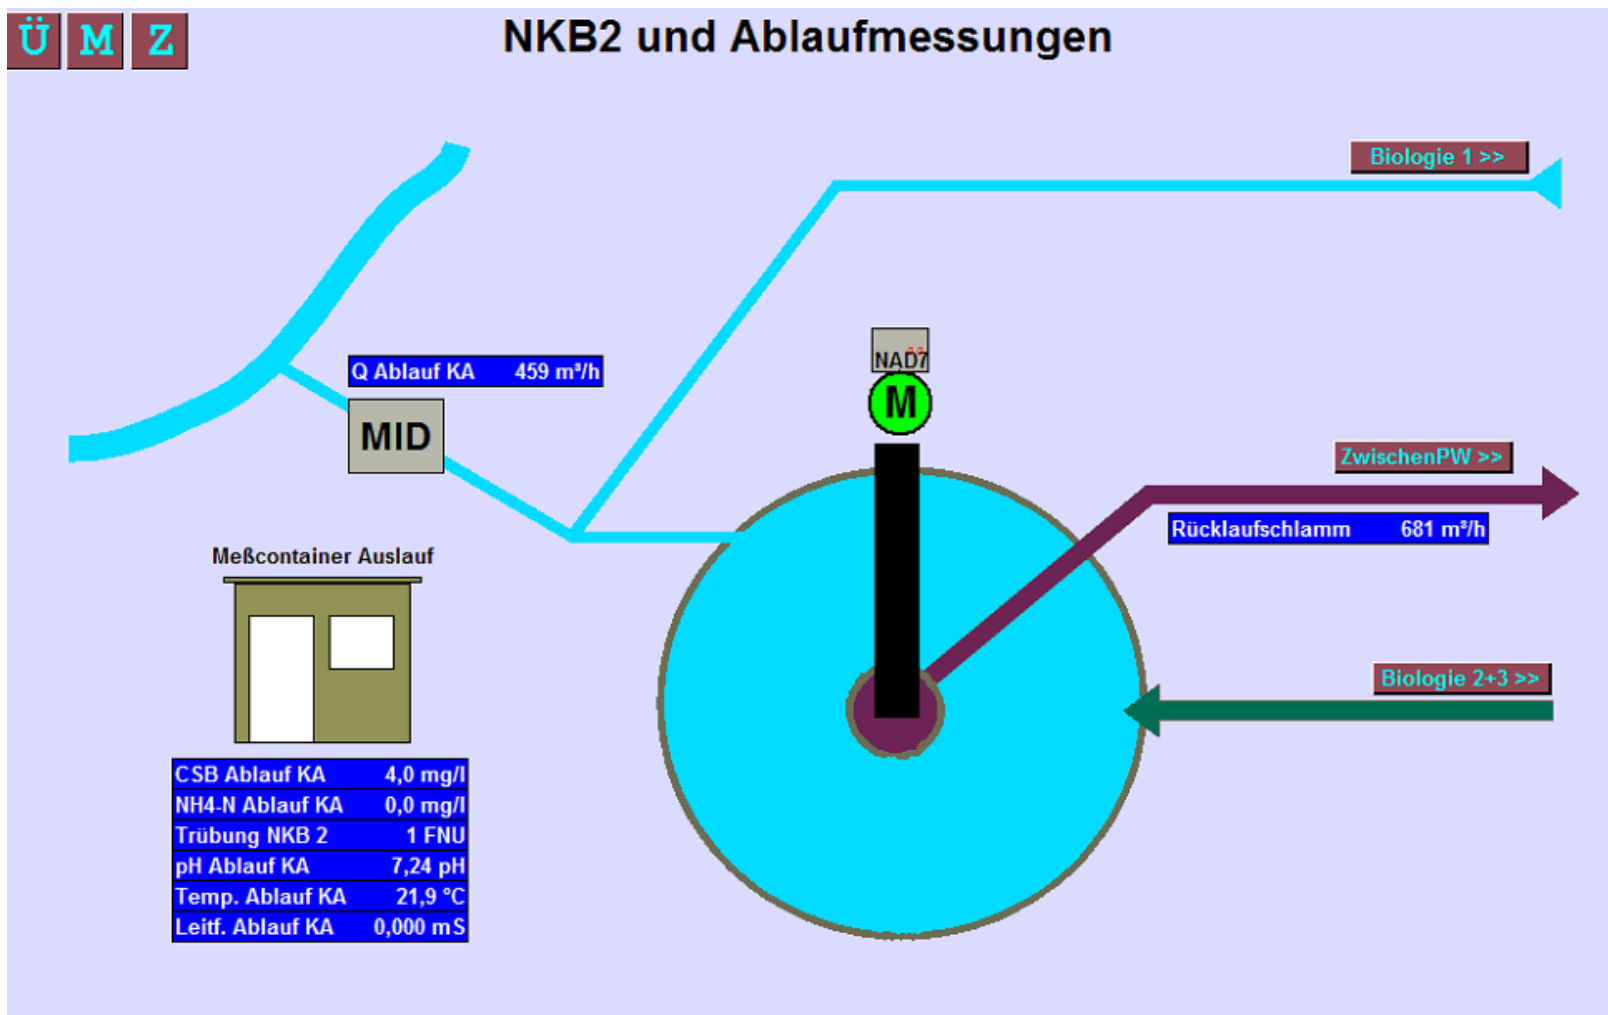 Ü M Z
NKB2 und Ablaufmessungen
Biologie 1 >>
NAD7
M
Q Ablauf KA 459 m³/h
MID
ZwischenPW >>
Rücklaufschlamm 681 m³/h
Meßcontainer Auslauf
Biologie 2+3 >>
CSB Ablauf KA 4,0 mg/l
NH4-N Ablauf KA 0,0 mg/l
Trübung NKB 2 1 FNU
pH Ablauf KA 7,24 pH
Temp. Ablauf KA 21,9 °C
Leitf. Ablauf KA 0,000 mS